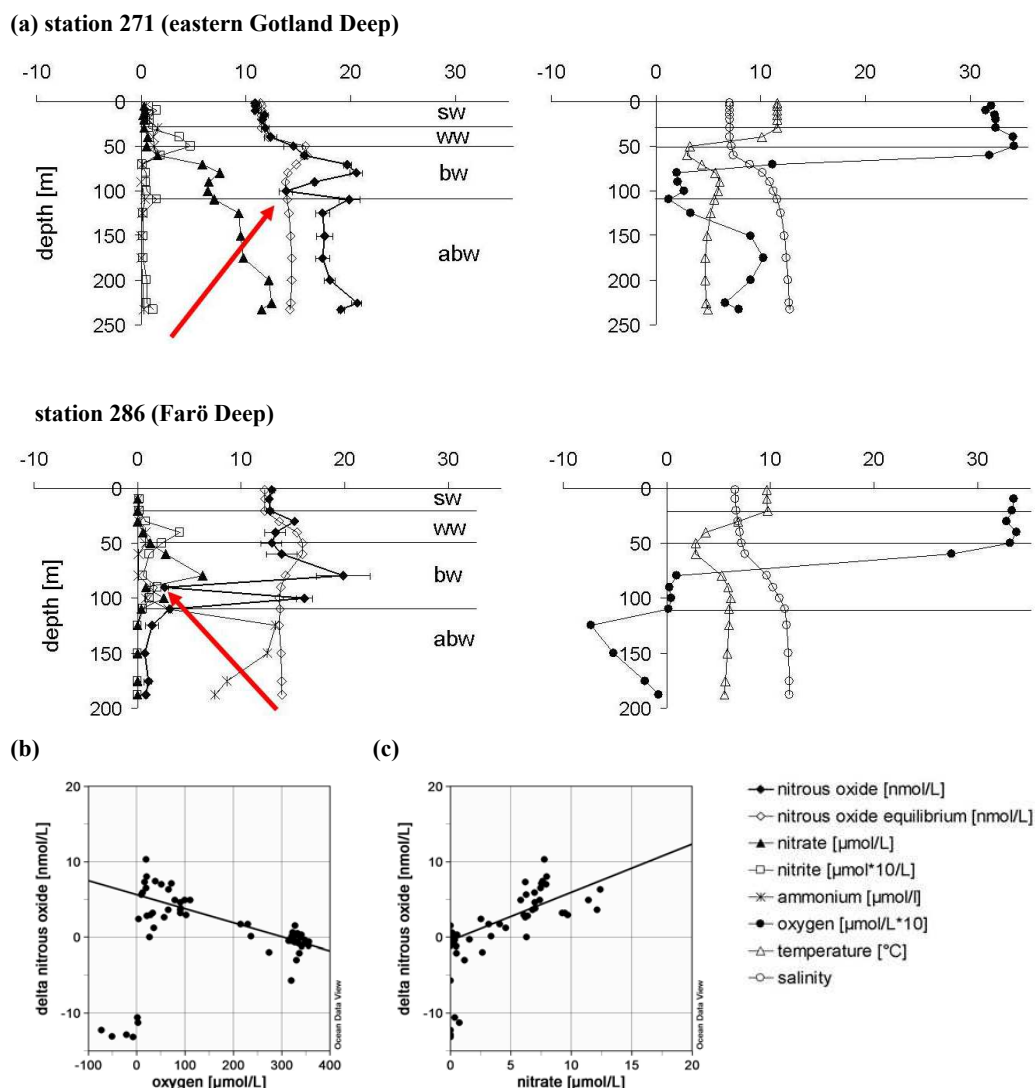 (a) station 271 (eastern Gotland Deep)
-10 0 10 20 30
-10 0 10 20 30
0
50
100
150
200
250
depth [m]
sw
ww
bw
abw
0
50
100
150
200
250
station 286 (Farö Deep)
-10 0 10 20 30
-10 0 10 20 30
0
50
100
150
200
depth [m]
sw
ww
bw
abw
0
50
100
150
200
(b)
20
10
0
-10
delta nitrous oxide [nmol/L]
-100 0 100 200 300 400
oxygen [µmol/L]
Ocean Data View
(c)
20
10
0
-10
delta nitrous oxide [nmol/L]
0 5 10 15 20
nitrate [µmol/L]
Ocean Data View
nitrous oxide [nmol/L]
nitrous oxide equilibrium [nmol/L]
nitrate [µmol/L]
nitrite [µmol*10/L]
ammonium [µmol/l]
oxygen [µmol/L*10]
temperature [°C]
salinity